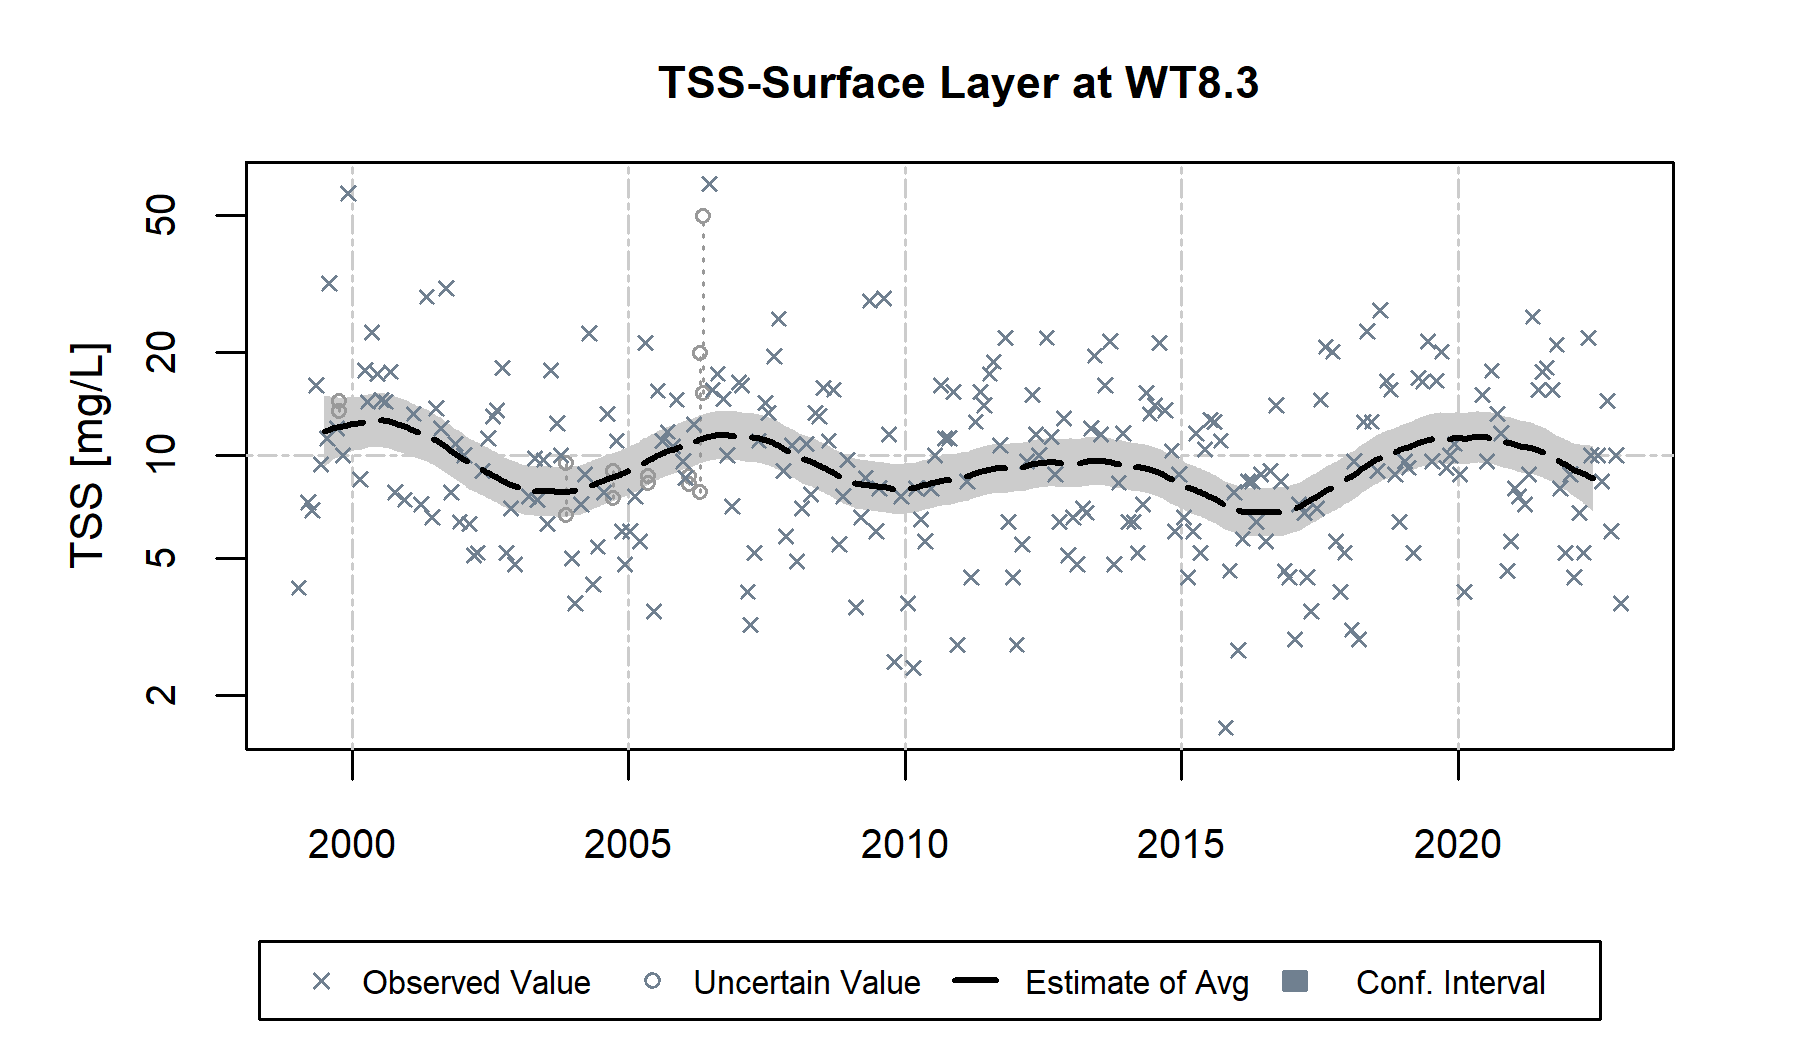 TSS-Surface Layer at WT8.3
TSS [mg/L]
50
20
10
5
2
2000 2005 2010 2015 2020
Observed Value Uncertain Value Estimate of Avg Conf. Interval